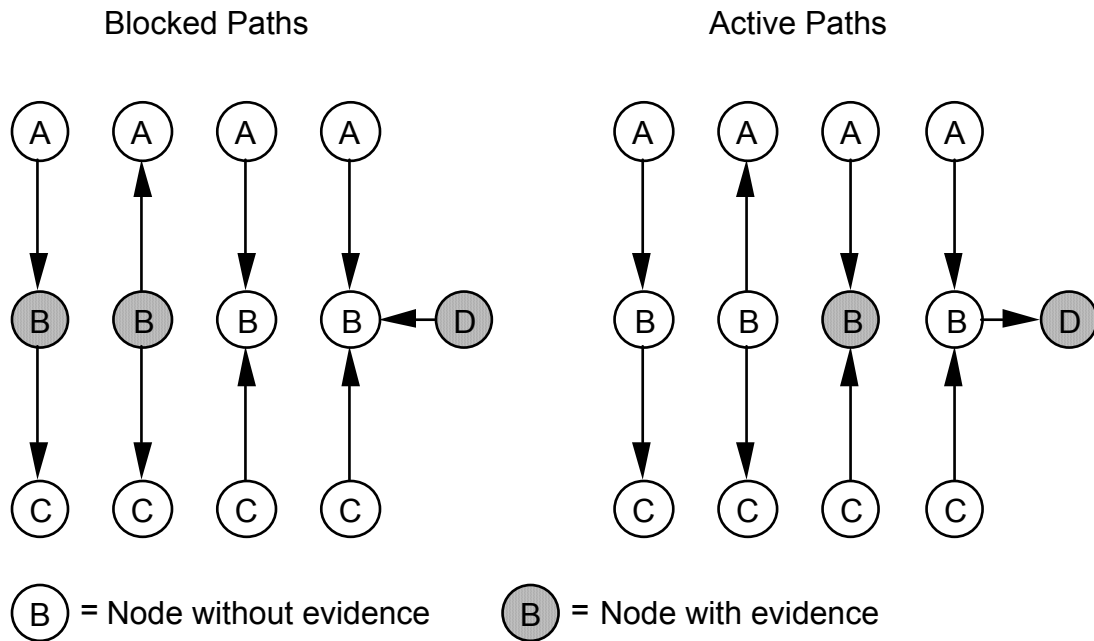 Blocked Paths Active Paths
A A A A A A A A
B B B B D B B B B D
C C C C C C C C
B = Node without evidence B = Node with evidence